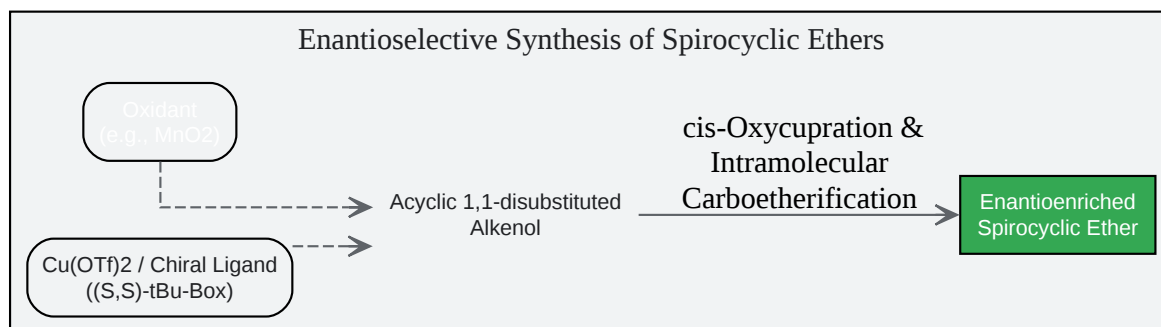 Enantioselective Synthesis of Spirocyclic Ethers
Oxidant
(e.g., MnO2)
cis-Oxycupration &
Intramolecular
Carboetherification
Acyclic 1,1-disubstituted
Alkenol
Enantioenriched
Spirocyclic Ether
Cu(OTf)2 / Chiral Ligand
((S,S)-tBu-Box)